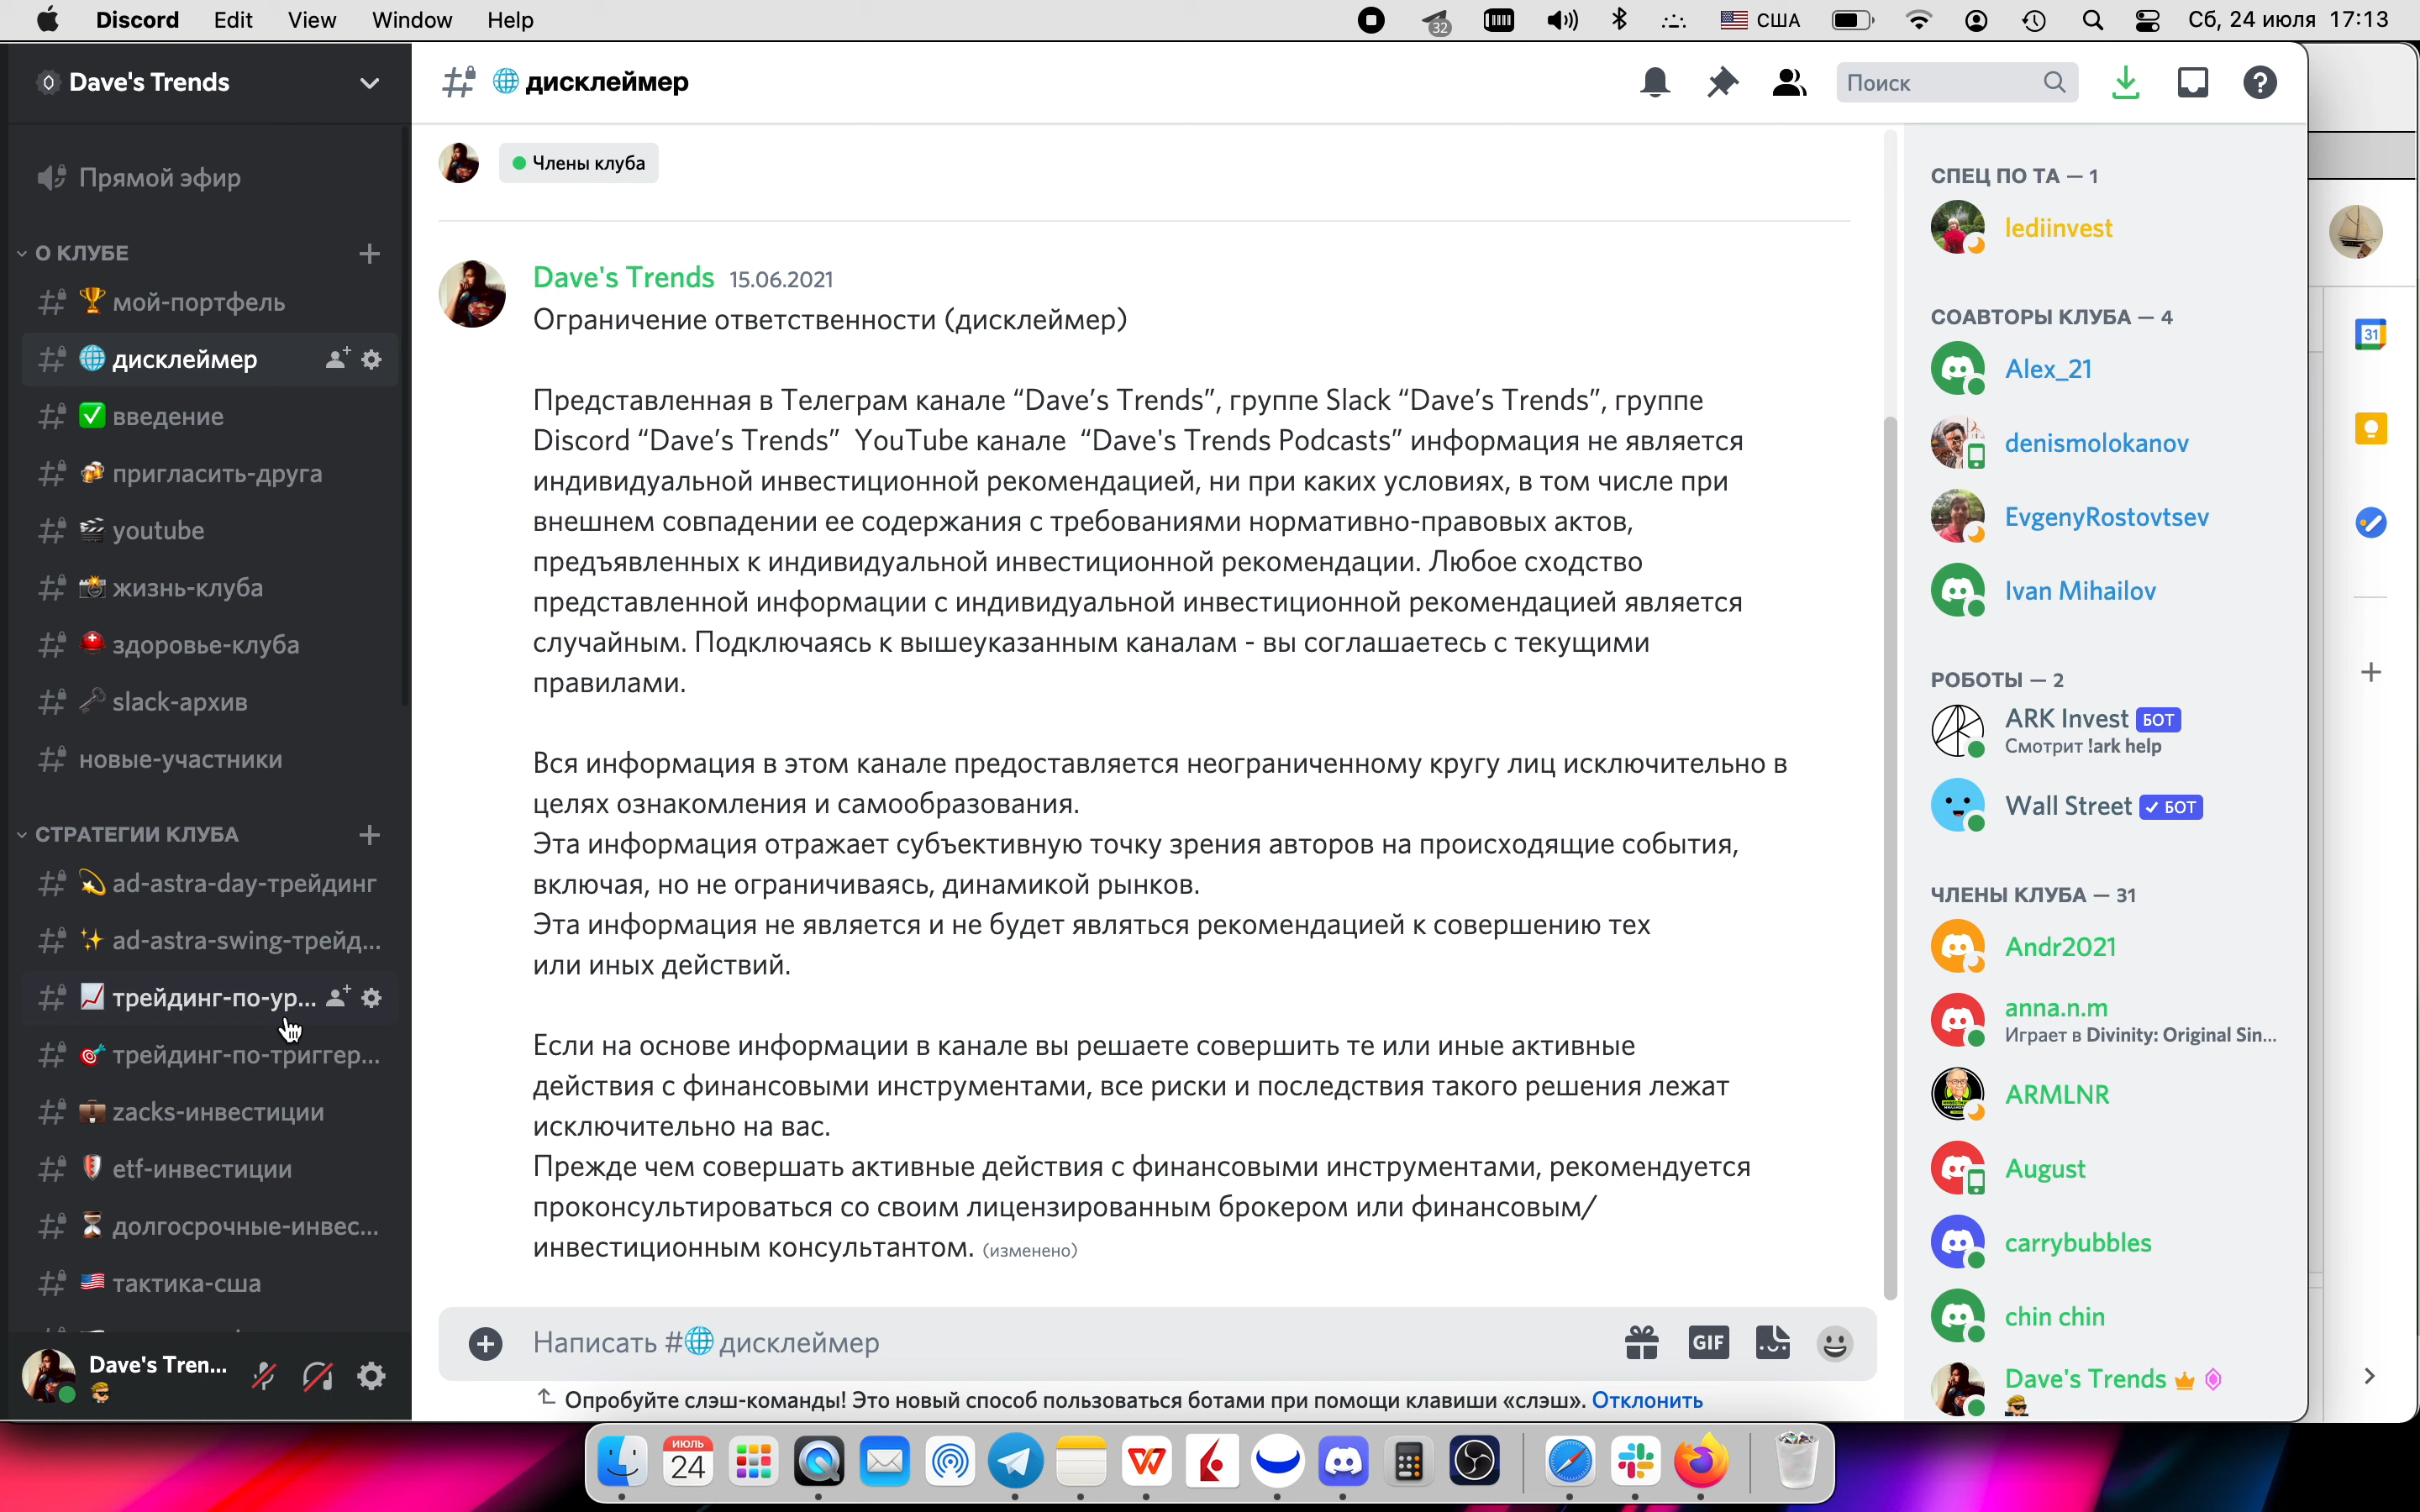 Discord Edit View Window Help
32 США Сб, 24 июля 17:13
Dave's Trends
Прямой эфир
О КЛУБЕ
мой-портфель
дисклеймер
введение
пригласить-друга
youtube
жизнь-клуба
здоровье-клуба
slack-архив
новые-участники
СТРАТЕГИИ КЛУБА
ad-astra-day-трейдинг
ad-astra-swing-трейд...
трейдинг-по-ур...
трейдинг-по-триггер...
zacks-инвестиции
etf-инвестиции
долгосрочные-инвес...
тактика-сша
Dave's Tren...
дисклеймер
Поиск
Члены клуба
Dave's Trends 15.06.2021
Ограничение ответственности (дисклеймер)
Представленная в Телеграм канале “Dave’s Trends”, группе Slack “Dave’s Trends”, группе
Discord “Dave’s Trends” YouTube канале “Dave's Trends Podcasts” информация не является
индивидуальной инвестиционной рекомендацией, ни при каких условиях, в том числе при
внешнем совпадении ее содержания с требованиями нормативно-правовых актов,
предъявленных к индивидуальной инвестиционной рекомендации. Любое сходство
представленной информации с индивидуальной инвестиционной рекомендацией является
случайным. Подключаясь к вышеуказанным каналам - вы соглашаетесь с текущими
правилами.
Вся информация в этом канале предоставляется неограниченному кругу лиц исключительно в
целях ознакомления и самообразования.
Эта информация отражает субъективную точку зрения авторов на происходящие события,
включая, но не ограничиваясь, динамикой рынков.
Эта информация не является и не будет являться рекомендацией к совершению тех
или иных действий.
Если на основе информации в канале вы решаете совершить те или иные активные
действия с финансовыми инструментами, все риски и последствия такого решения лежат
исключительно на вас.
Прежде чем совершать активные действия с финансовыми инструментами, рекомендуется
проконсультироваться со своим лицензированным брокером или финансовым/
инвестиционным консультантом. (изменено)
Написать #дисклеймер
GIF
Опробуйте слэш-команды! Это новый способ пользоваться ботами при помощи клавиши «слэш». Отклонить
СПЕЦ ПО ТА — 1
lediinvest
СОАВТОРЫ КЛУБА — 4
Alex_21
denismolokanov
EvgenyRostovtsev
Ivan Mihailov
РОБОТЫ — 2
ARK Invest БОТ
Смотрит !ark help
Wall Street ✓ БОТ
ЧЛЕНЫ КЛУБА — 31
Andr2021
anna.n.m
Играет в Divinity: Original Sin...
ARMLNR
August
carrybubbles
chin chin
Dave's Trends
31
ИЮЛЬ
24